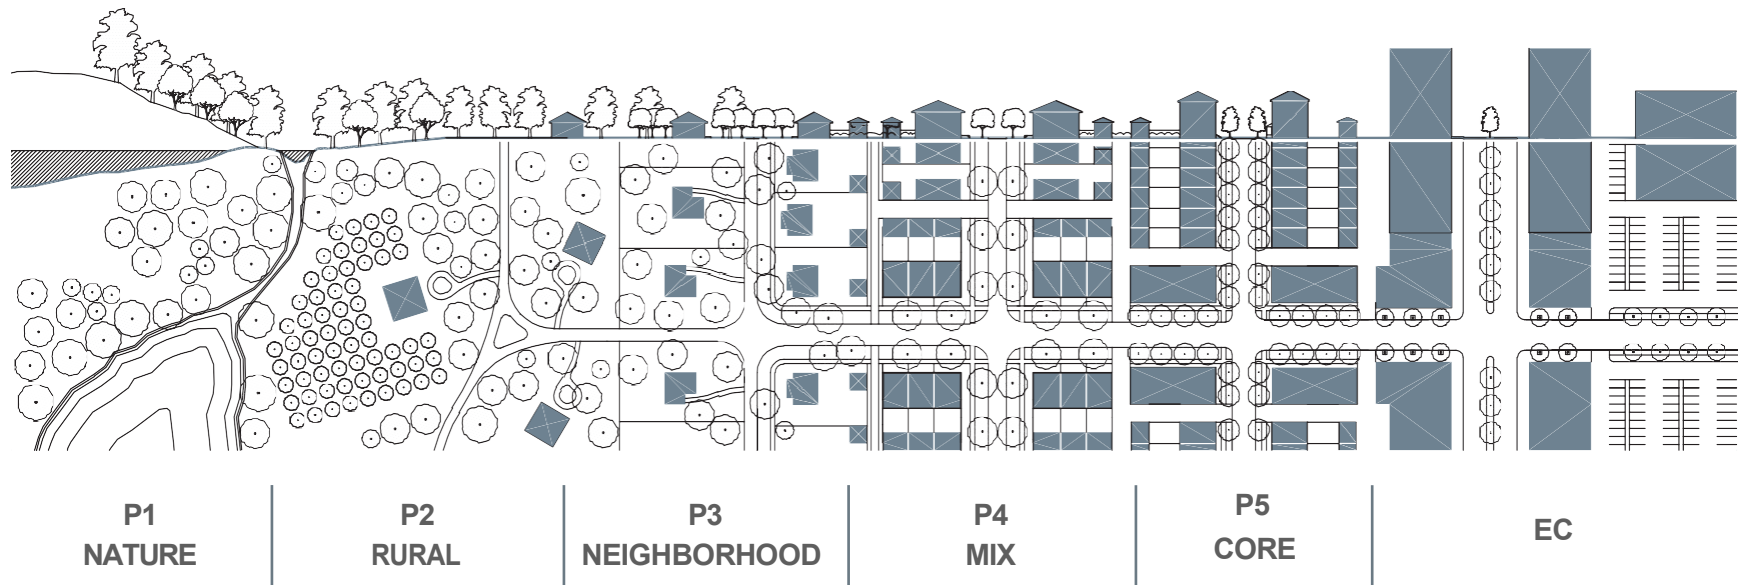 P1
NATURE
P2
RURAL
P3
NEIGHBORHOOD
P4
MIX
P5
CORE
EC